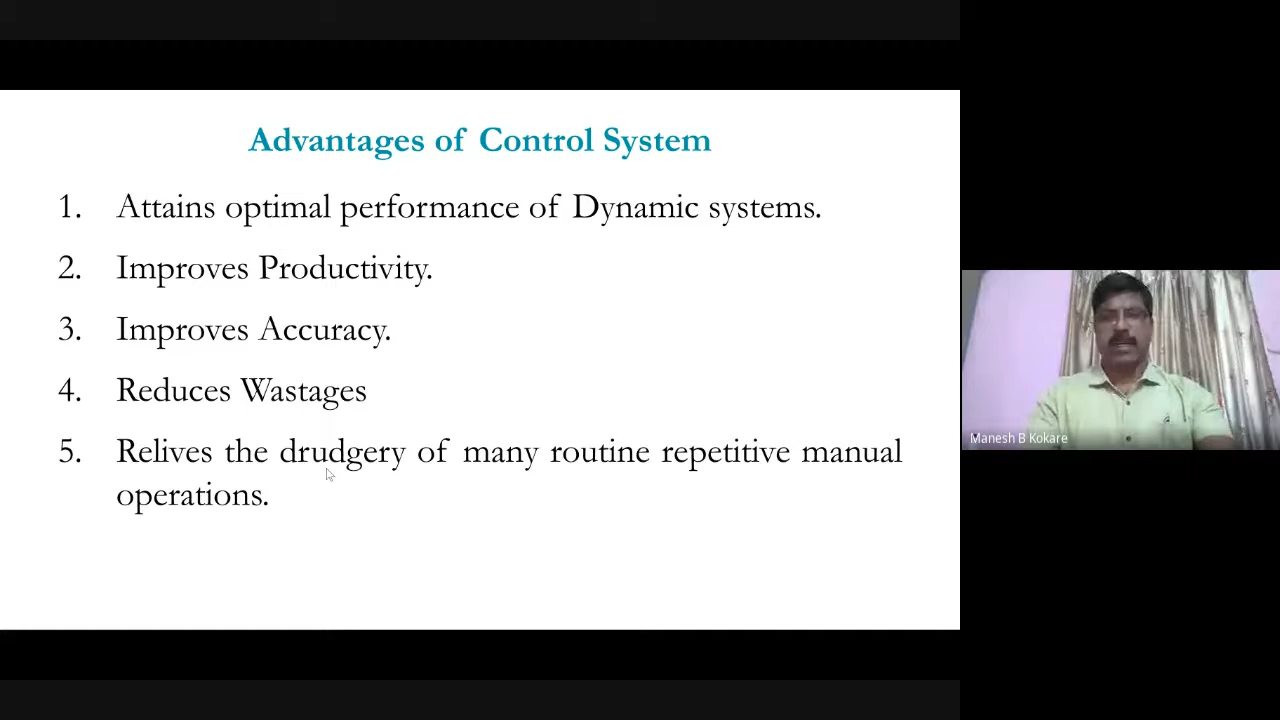 Advantages of Control System
1. Attains optimal performance of Dynamic systems.
2. Improves Productivity.
3. Improves Accuracy.
4. Reduces Wastages
5. Relives the drudgery of many routine repetitive manual
operations.
Manesh B Kokare